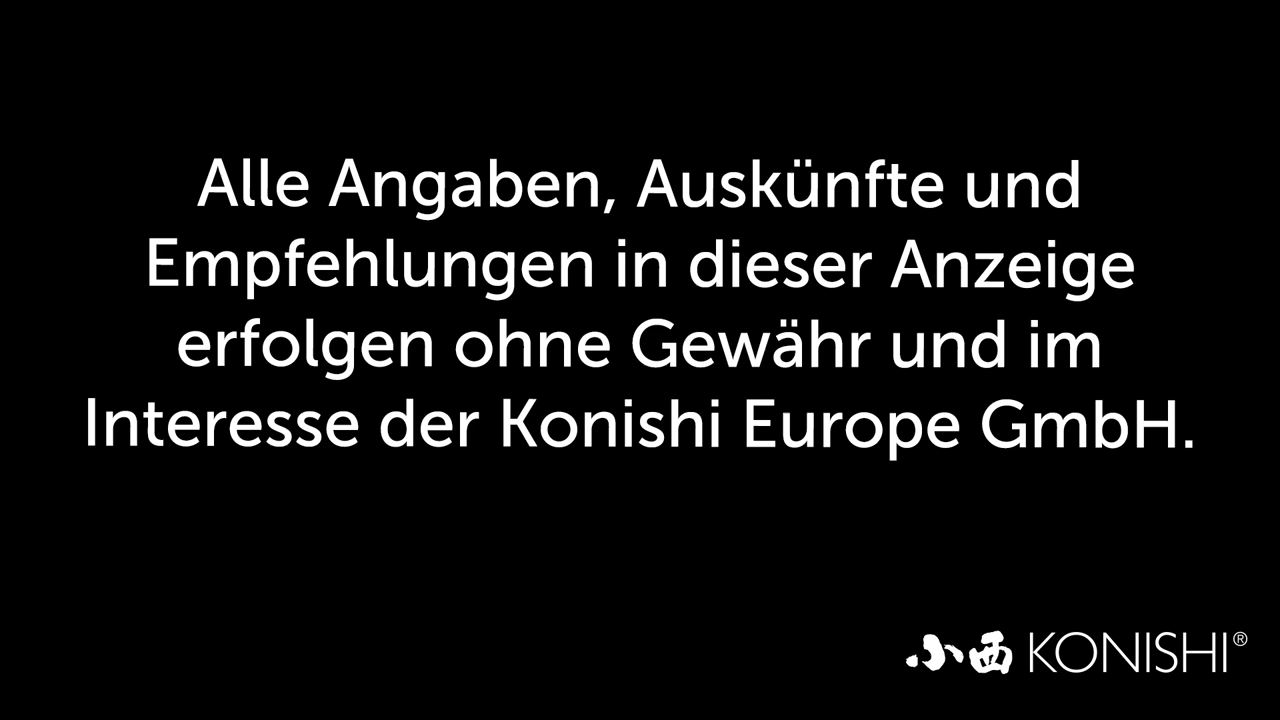 Alle Angaben, Auskünfte und
Empfehlungen in dieser Anzeige
erfolgen ohne Gewähr und im
Interesse der Konishi Europe GmbH.
小西 KONISHI®